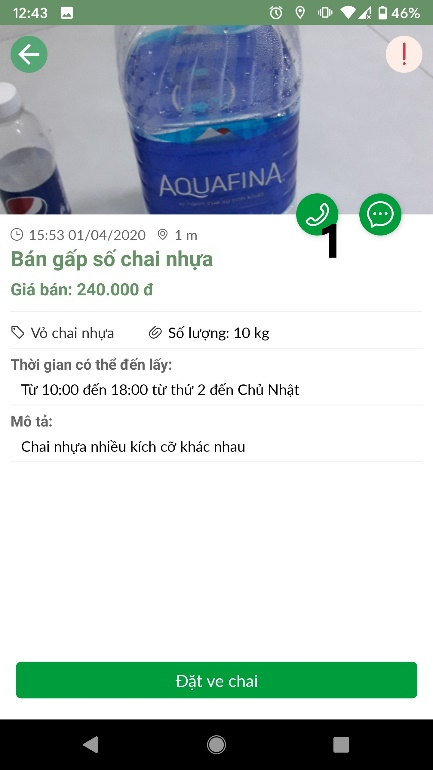 12:43
46%
AQUAFINA
1
15:53 01/04/2020 1 m
Bán gấp số chai nhựa
Giá bán: 240.000 đ
Vỏ chai nhựa Số lượng: 10 kg
Thời gian có thể đến lấy:
Từ 10:00 đến 18:00 từ thứ 2 đến Chủ Nhật
Mô tả:
Chai nhựa nhiều kích cỡ khác nhau
Đặt ve chai